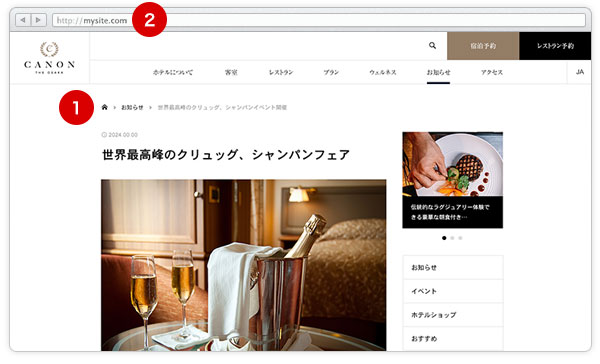 http://mysite.com
2
C
CANON
THE OSAKA
宿泊予約
レストラン予約
ホテルについて
客室
レストラン
プラン
ウェルネス
お知らせ
アクセス
JA
1
お知らせ
世界最高峰のクリュッグ、シャンパンイベント開催
2024.00.00
世界最高峰のクリュッグ、シャンパンフェア
伝統的なラグジュアリー体験で
きる豪華な朝食付き…
お知らせ
イベント
ホテルショップ
おすすめ